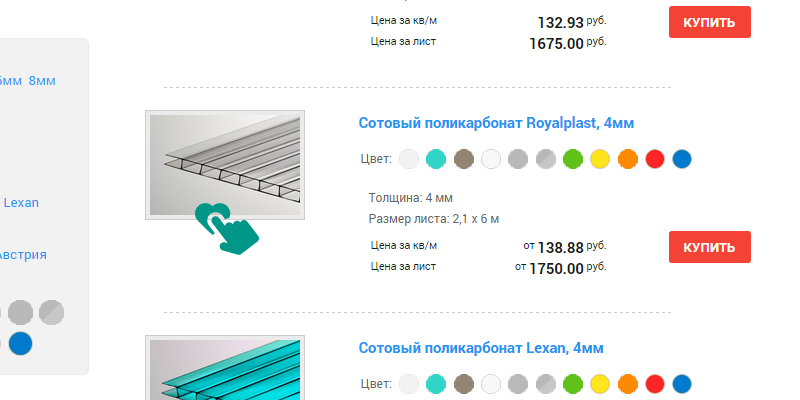 Цена за кв/м 132.93 руб.
Цена за лист 1675.00 руб.
КУПИТЬ
8мм
Lexan
Австрия
Сотовый поликарбонат Royalplast, 4мм
Цвет:
Толщина: 4 мм
Размер листа: 2,1 х 6 м
Цена за кв/м от 138.88 руб.
Цена за лист от 1750.00 руб.
КУПИТЬ
Сотовый поликарбонат Lexan, 4мм
Цвет: